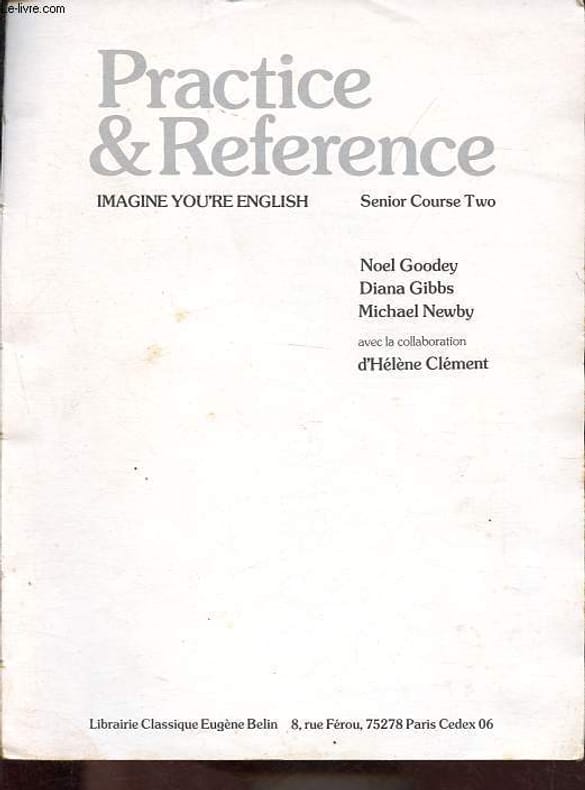 Le-livre.com
Practice
& Reference
IMAGINE YOU'RE ENGLISH Senior Course Two
Noel Goodey
Diana Gibbs
Michael Newby
avec la collaboration
d'Hélène Clément
Librairie Classique Eugène Belin 8, rue Férou, 75278 Paris Cedex 06